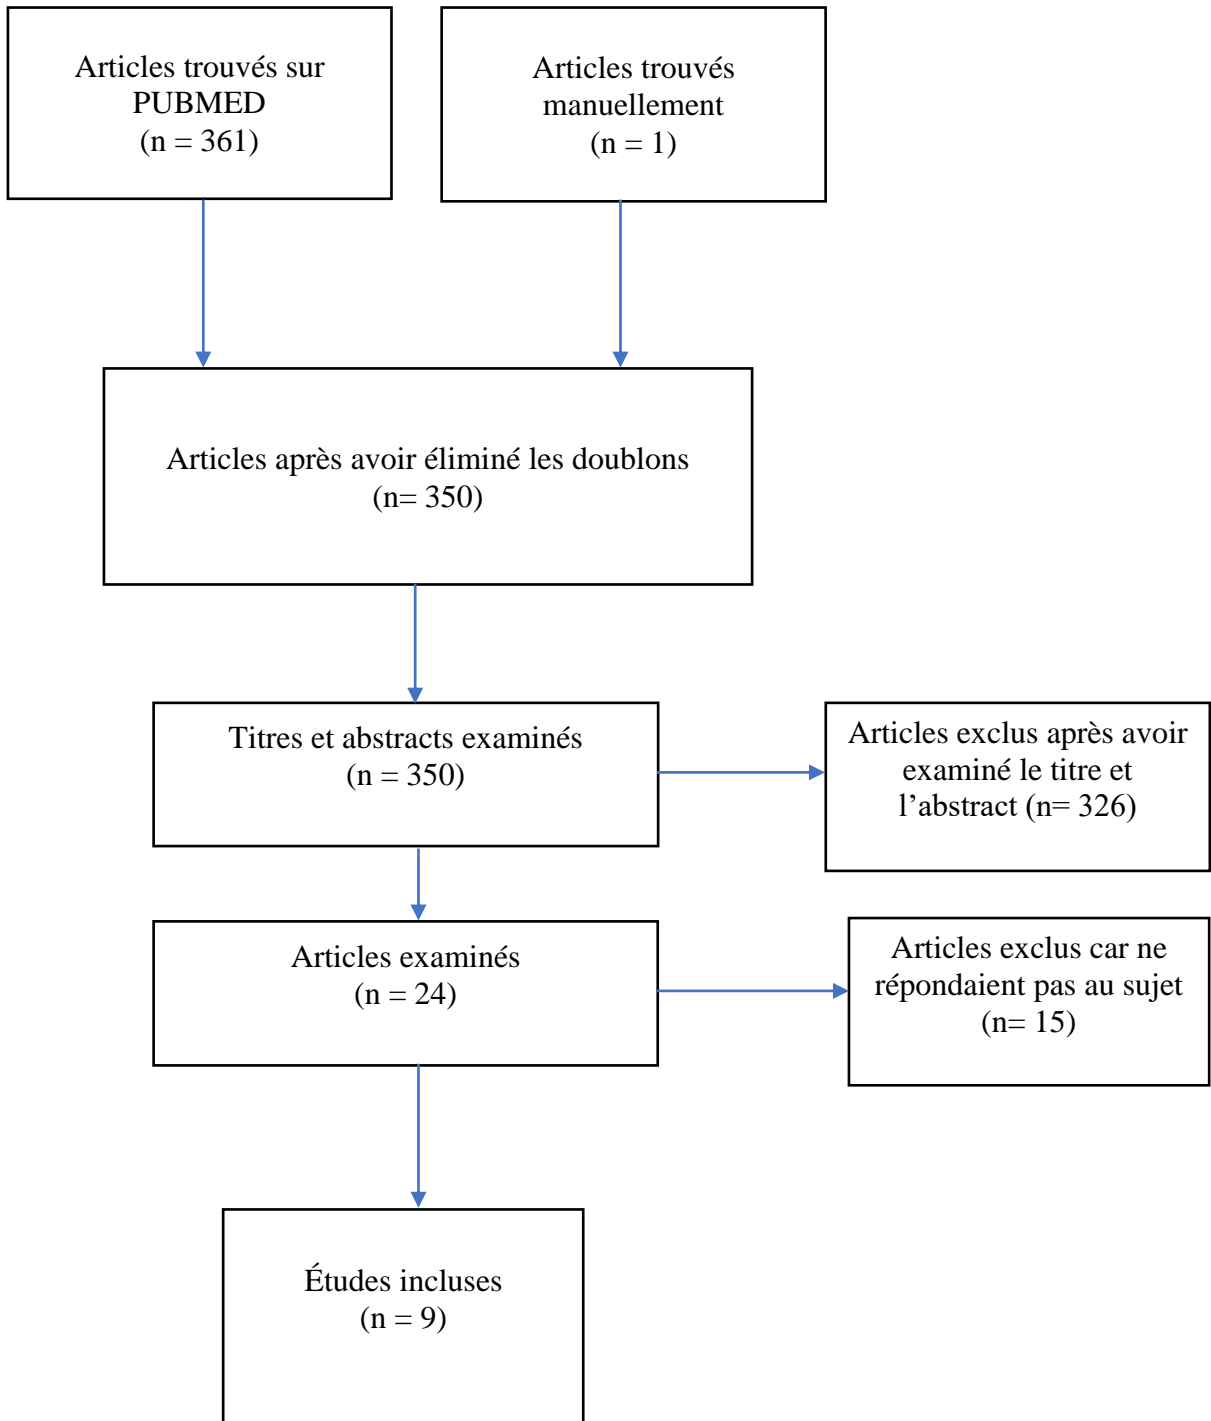 Articles trouvés sur
PUBMED
(n = 361)
Articles trouvés
manuellement
(n = 1)
Articles après avoir éliminé les doublons
(n= 350)
Titres et abstracts examinés
(n = 350)
Articles exclus après avoir
examiné le titre et
l’abstract (n= 326)
Articles examinés
(n = 24)
Articles exclus car ne
répondaient pas au sujet
(n= 15)
Études incluses
(n = 9)